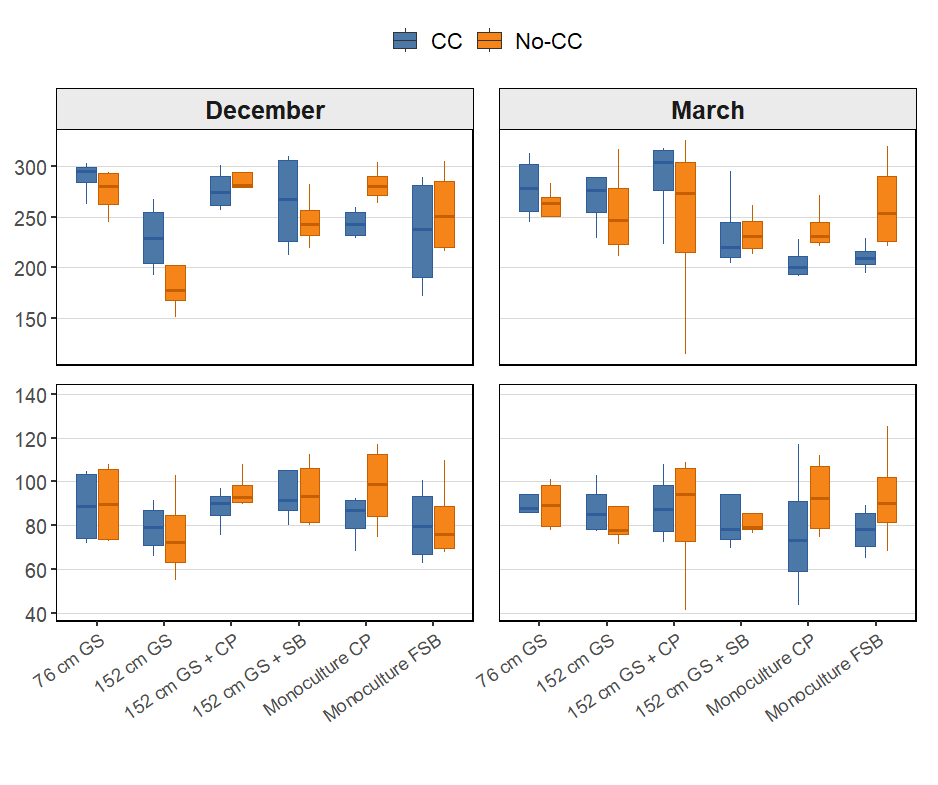 CC No-CC
December March
300
250
200
150
140
120
100
80
60
40
76 cm GS 152 cm GS 152 cm GS + CP 152 cm GS + SB Monoculture CP Monoculture FSB
76 cm GS 152 cm GS 152 cm GS + CP 152 cm GS + SB Monoculture CP Monoculture FSB